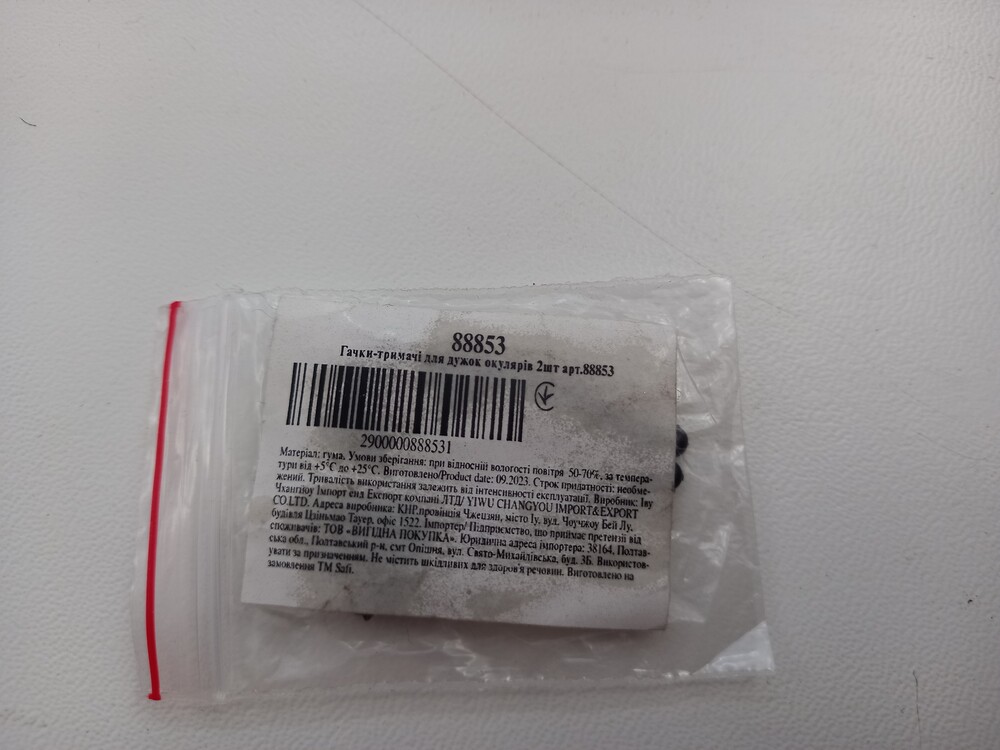 88853
Гачки-тримачі для дужок окулярів 2шт арт.88853
2900000888531
Матеріал: гума. Умови зберігання: при відносній вологості повітря 50-70%, за темпера-
тури від +5°C до +25°C. Виготовлено/Product date: 09.2023. Строк придатності: необме-
жений. Тривалість використання залежить від інтенсивності експлуатації. Виробник: Іву
Чхангйоу Імпорт енд Експорт компані ЛТД/ YIWU CHANGYOU IMPORT&EXPORT
CO LTD. Адреса виробника: КНР,провінція Чжецзян, місто Іу, вул. Чоучжоу Бей Лу,
будівля Цзіньмао Тауер, офіс 1522. Імпортер/ Підприємство, що приймає претензії від
споживачів: ТОВ «ВИГІДНА ПОКУПКА». Юридична адреса імпортера: 38164, Полтав-
ська обл., Полтавський р-н, смт Опішня, вул. Свято-Михайлівська, буд. 3Б. Використов-
увати за призначенням. Не містить шкідливих для здоров'я речовин. Виготовлено на
замовлення ТМ Safi.